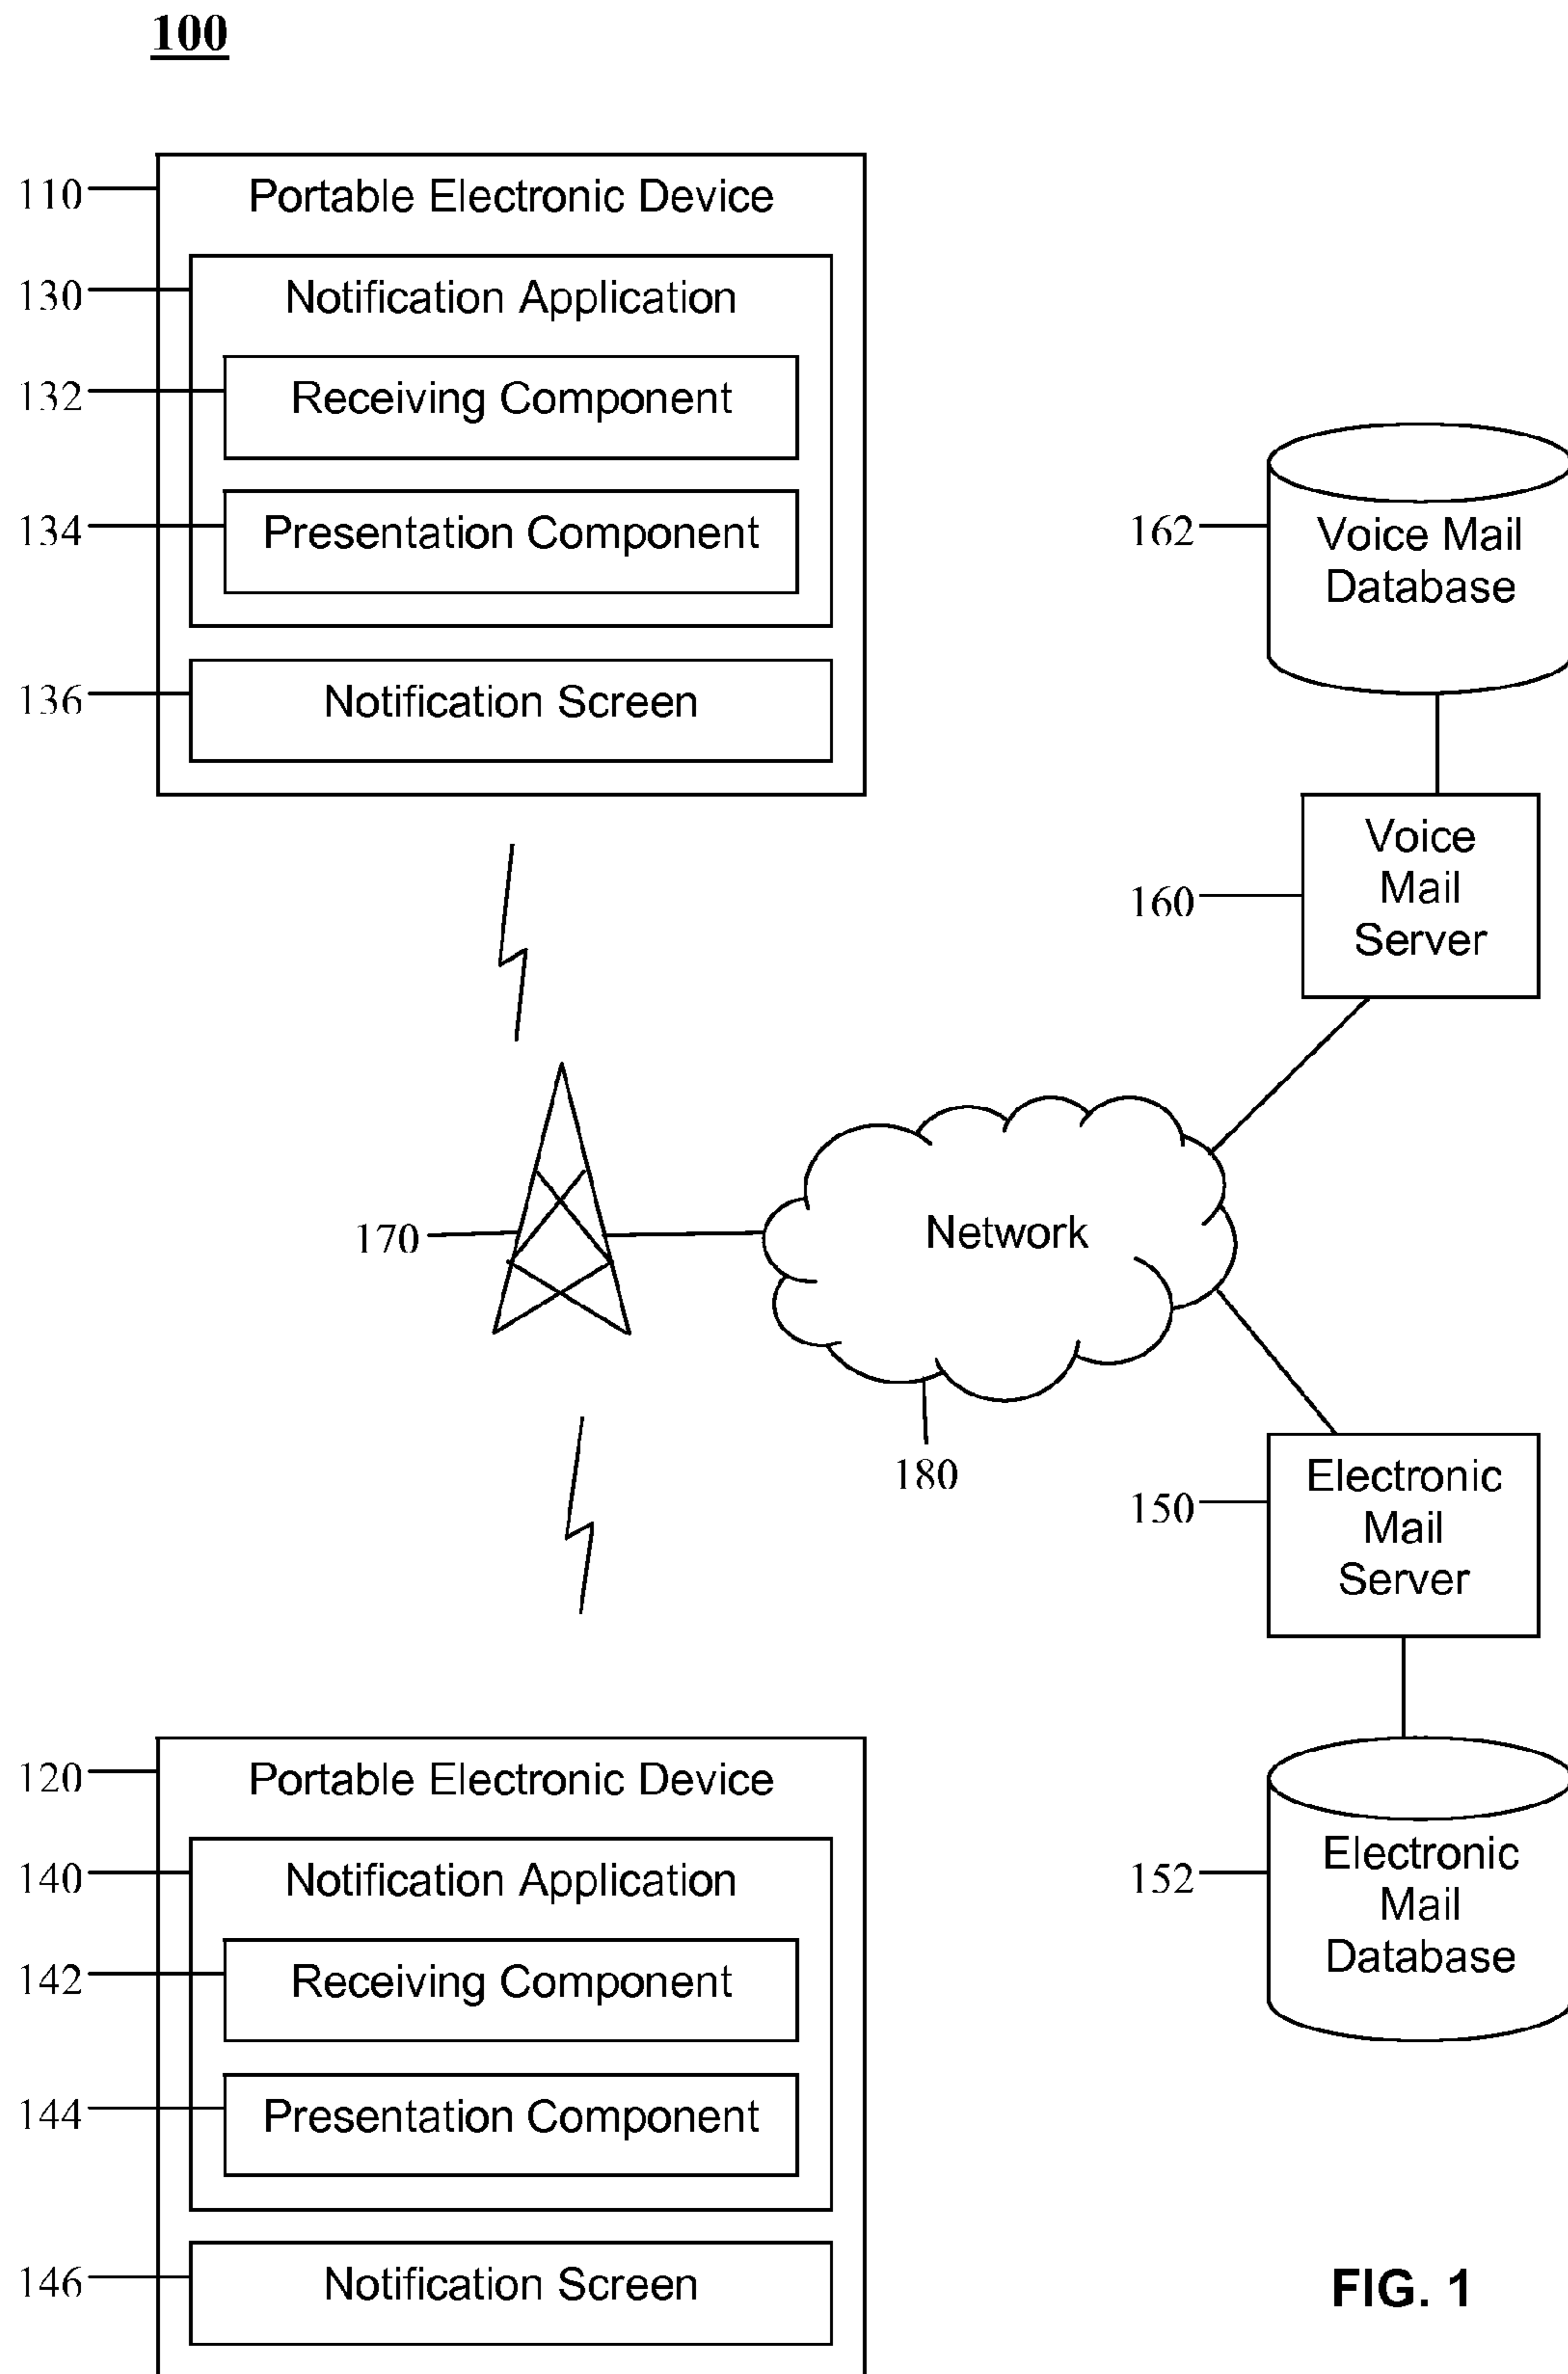 100
110
Portable Electronic Device
130
Notification Application
132
Receiving Component
134
Presentation Component
136
Notification Screen
162
Voice Mail
Database
160
Voice
Mail
Server
170
Network
180
150
Electronic
Mail
Server
120
Portable Electronic Device
140
Notification Application
142
Receiving Component
144
Presentation Component
146
Notification Screen
152
Electronic
Mail
Database
FIG. 1